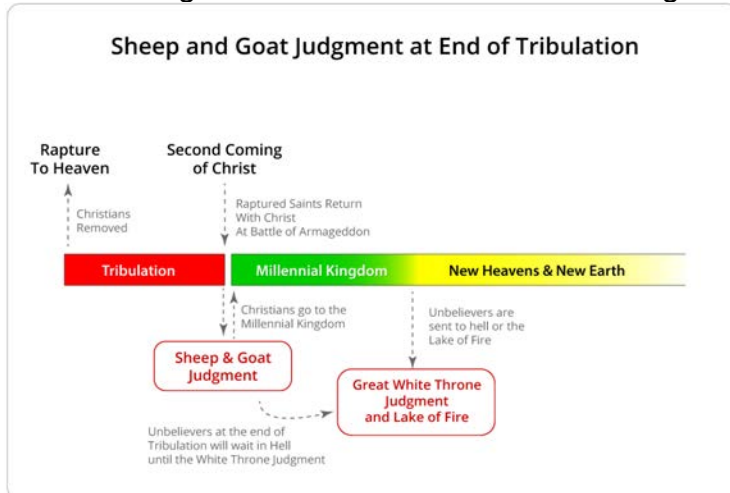 Sheep and Goat Judgment at End of Tribulation
Rapture
To Heaven
Second Coming
of Christ
Christians
Removed
Raptured Saints Return
With Christ
At Battle of Armageddon
Tribulation
Millennial Kingdom
New Heavens & New Earth
Christians go to the
Millennial Kingdom
Unbelievers are
sent to hell or the
Lake of Fire
Sheep & Goat
Judgment
Great White Throne
Judgment
and Lake of Fire
Unbelievers at the end of
Tribulation will wait in Hell
until the White Throne Judgment